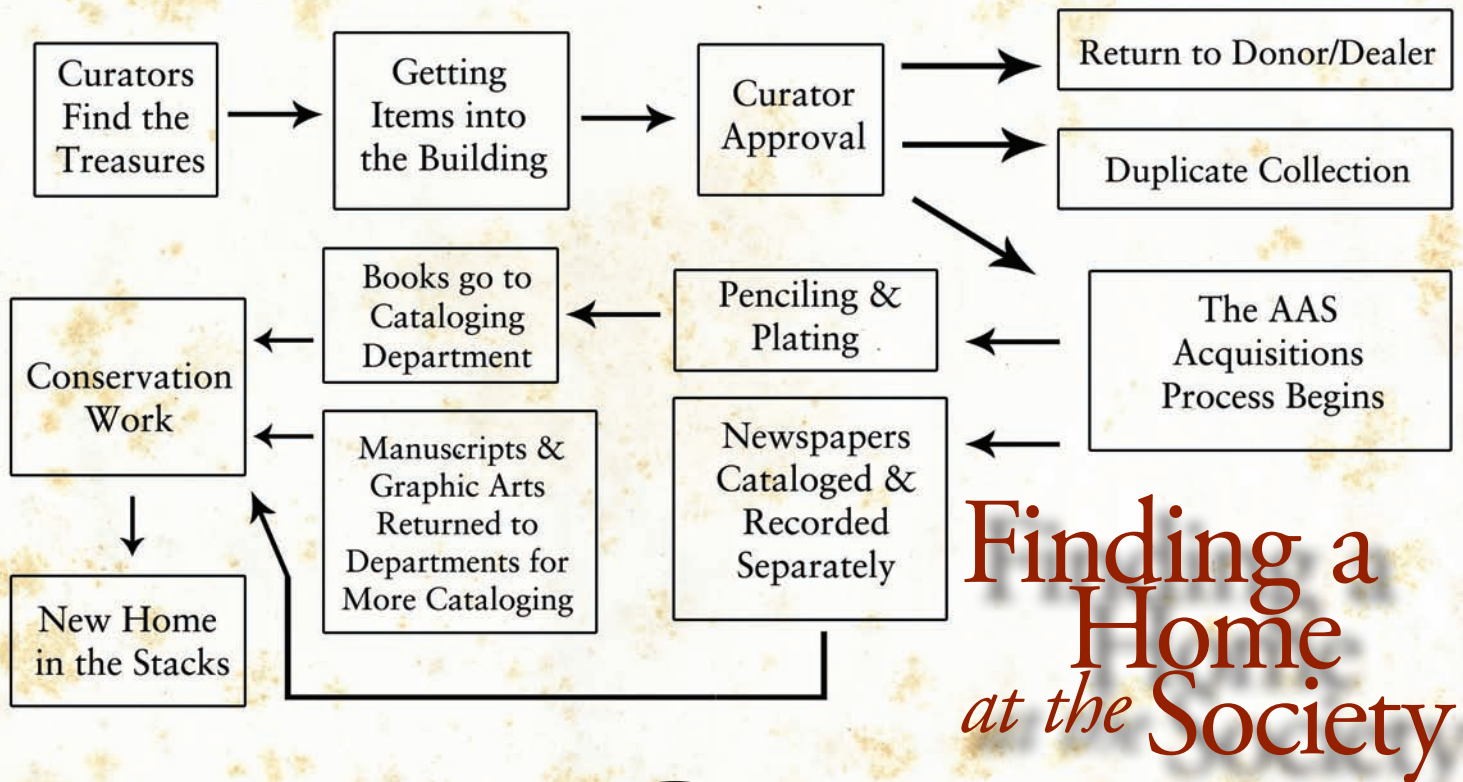 Curators
Find the
Treasures
Getting
Items into
the Building
Curator
Approval
Return to Donor/Dealer
Duplicate Collection
The AAS
Acquisitions
Process Begins
Penciling &
Plating
Books go to
Cataloging
Department
Newspapers
Cataloged &
Recorded
Separately
Manuscripts &
Graphic Arts
Returned to
Departments for
More Cataloging
Conservation
Work
New Home
in the Stacks
Finding a
Home
at the Society